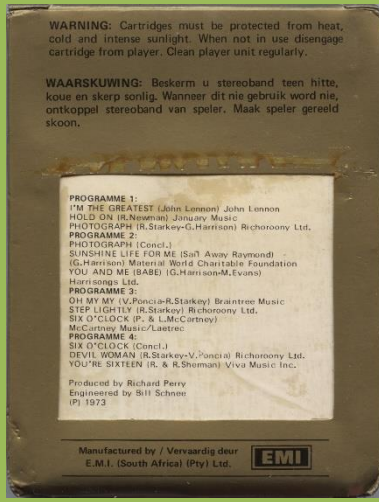 WARNING: Cartridges must be protected from heat,
cold and intense sunlight. When not in use disengage
cartridge from player. Clean player unit regularly.
WAARSKUWING: Beskerm u stereoband teen hitte,
koue en skerp sonlig. Wanneer dit nie gebruik word nie,
ontkoppel stereoband van speler. Maak speler gereeld
skoon.
PROGRAMME 1:
I'M THE GREATEST (John Lennon) John Lennon
HOLD ON (R.Newman) January Music
PHOTOGRAPH (R.Starkey-G.Harrison) Richoroony Ltd.
PROGRAMME 2:
PHOTOGRAPH (Concl.)
SUNSHINE LIFE FOR ME (Sail Away Raymond)
(G.Harrison) Material World Charitable Foundation
YOU AND ME (BABE) (G.Harrison-M.Evans)
Harrisongs Ltd.
PROGRAMME 3:
OH MY MY (V.Poncia-R.Starkey) Braintree Music
STEP LIGHTLY (R.Starkey) Richoroony Ltd.
SIX O'CLOCK (P. & L.McCartney)
McCartney Music/Laetrec
PROGRAMME 4:
SIX O'CLOCK (Concl.)
DEVIL WOMAN (R.Starkey-V.Poncia) Richoroony Ltd.
YOU'RE SIXTEEN (R. & R.Sherman) Viva Music Inc.
Produced by Richard Perry
Engineered by Bill Schnee
(P) 1973
Manufactured by / Vervaardig deur
E.M.I. (South Africa) (Pty) Ltd.
EMI